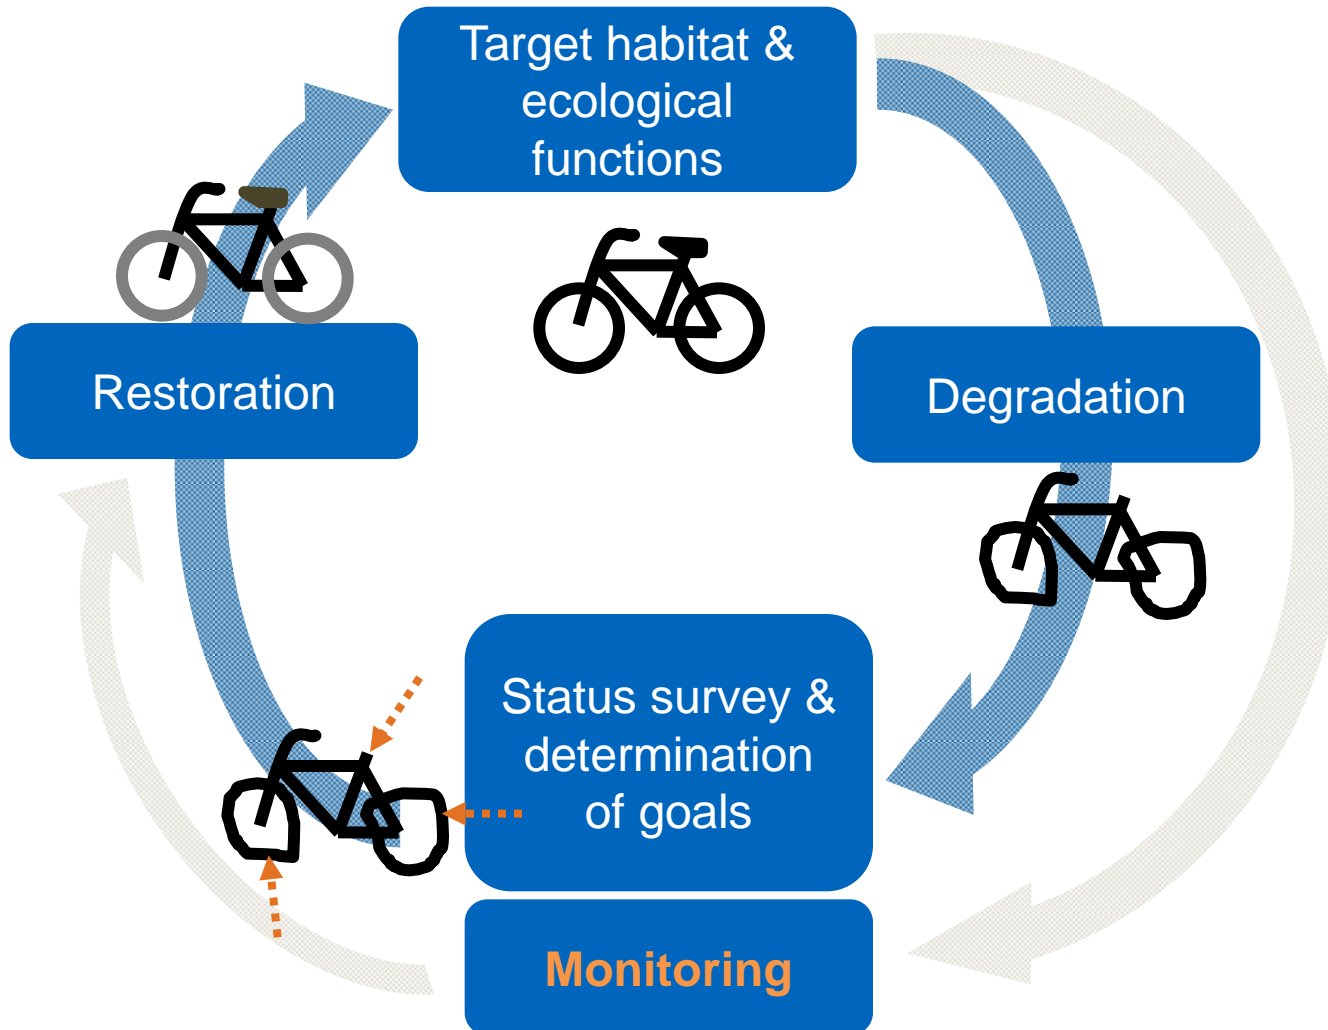 Target habitat &
ecological
functions
Restoration
Degradation
Status survey &
determination
of goals
Monitoring